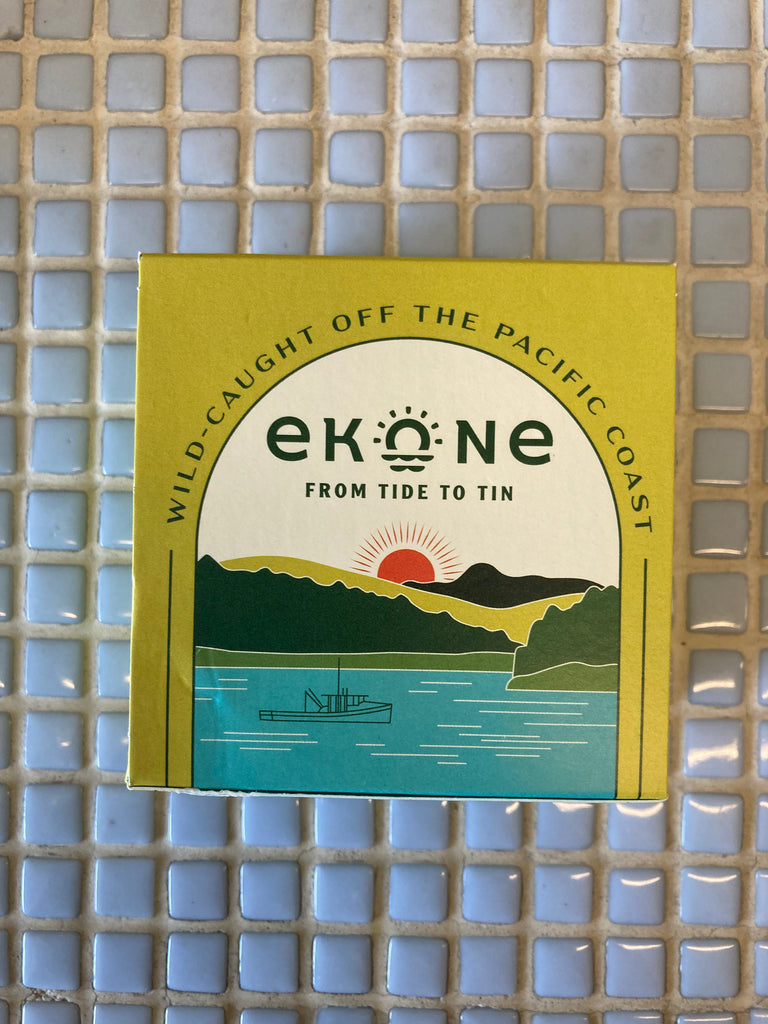 WILD-CAUGHT OFF THE PACIFIC COAST
eKONe
FROM TIDE TO TIN